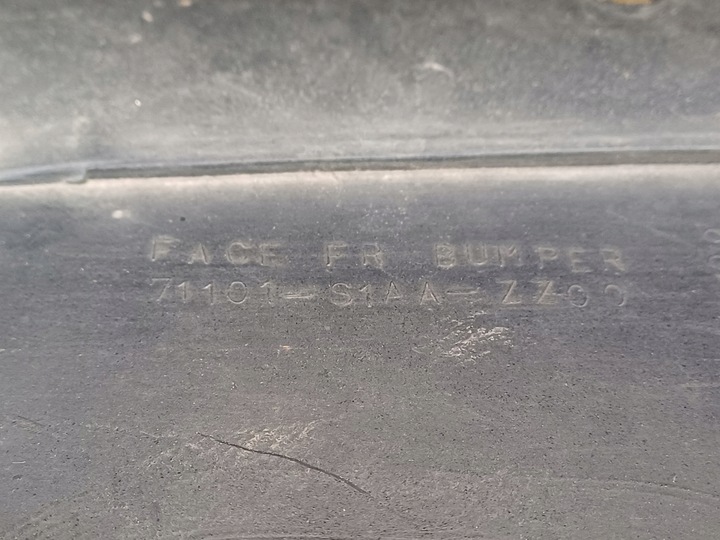 FACE FR BUMPER
71101-S1AA-ZZ00